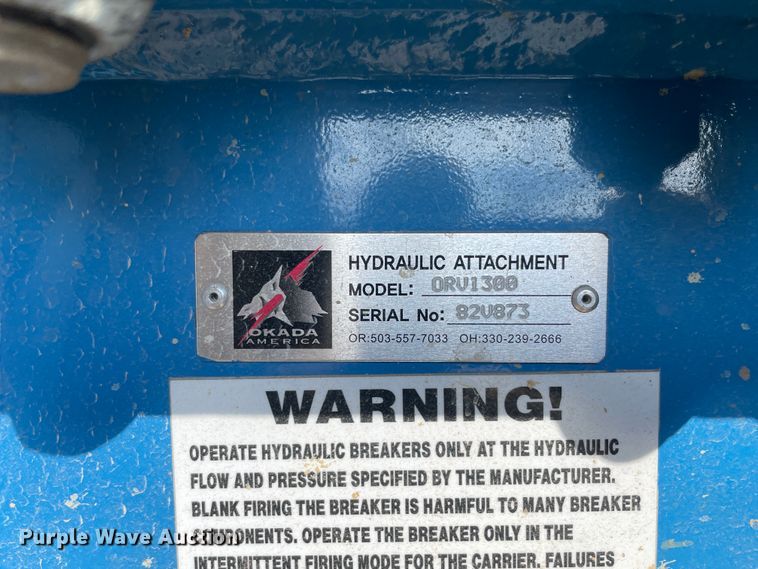 OKADA
AMERICA
HYDRAULIC ATTACHMENT
MODEL: ORV1300
SERIAL No: 82V873
OR:503-557-7033 OH:330-239-2666
WARNING!
OPERATE HYDRAULIC BREAKERS ONLY AT THE HYDRAULIC
FLOW AND PRESSURE SPECIFIED BY THE MANUFACTURER.
BLANK FIRING THE BREAKER IS HARMFUL TO MANY BREAKER
OPERATE THE BREAKER ONLY IN THE
INTERMITTENT FIRING MODE FOR THE CARRIER. FAILURES
Purple Wave Auction